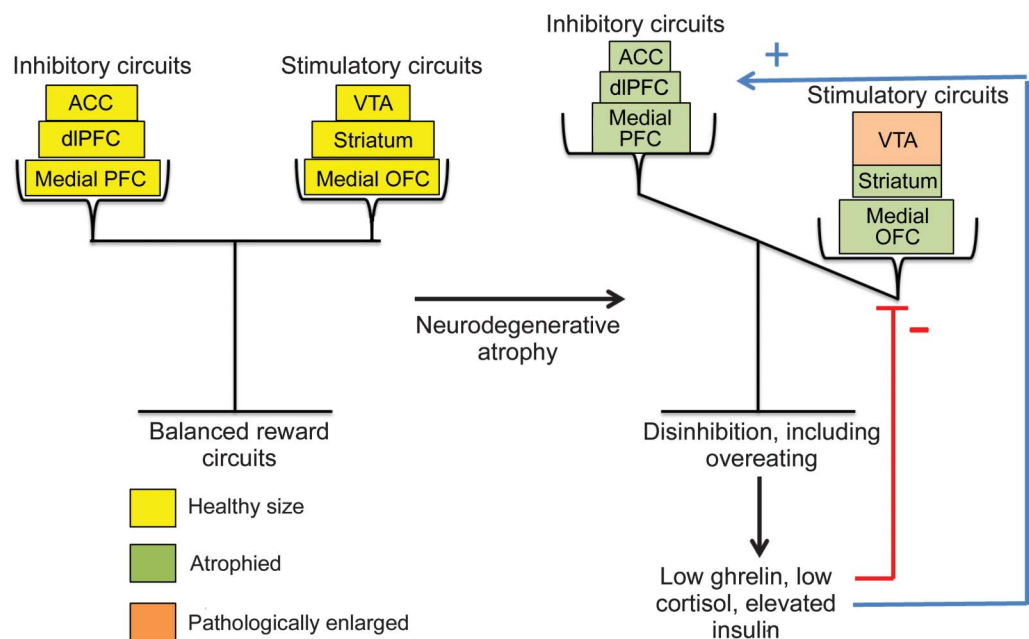 Inhibitory circuits
ACC
dlPFC
Medial PFC
Stimulatory circuits
VTA
Striatum
Medial OFC
Balanced reward
circuits
Neurodegenerative
atrophy
Inhibitory circuits
ACC
dlPFC
Medial
PFC
+
Stimulatory circuits
VTA
Striatum
Medial
OFC
-
Disinhibition, including
overeating
Low ghrelin, low
cortisol, elevated
insulin
Healthy size
Atrophied
Pathologically enlarged